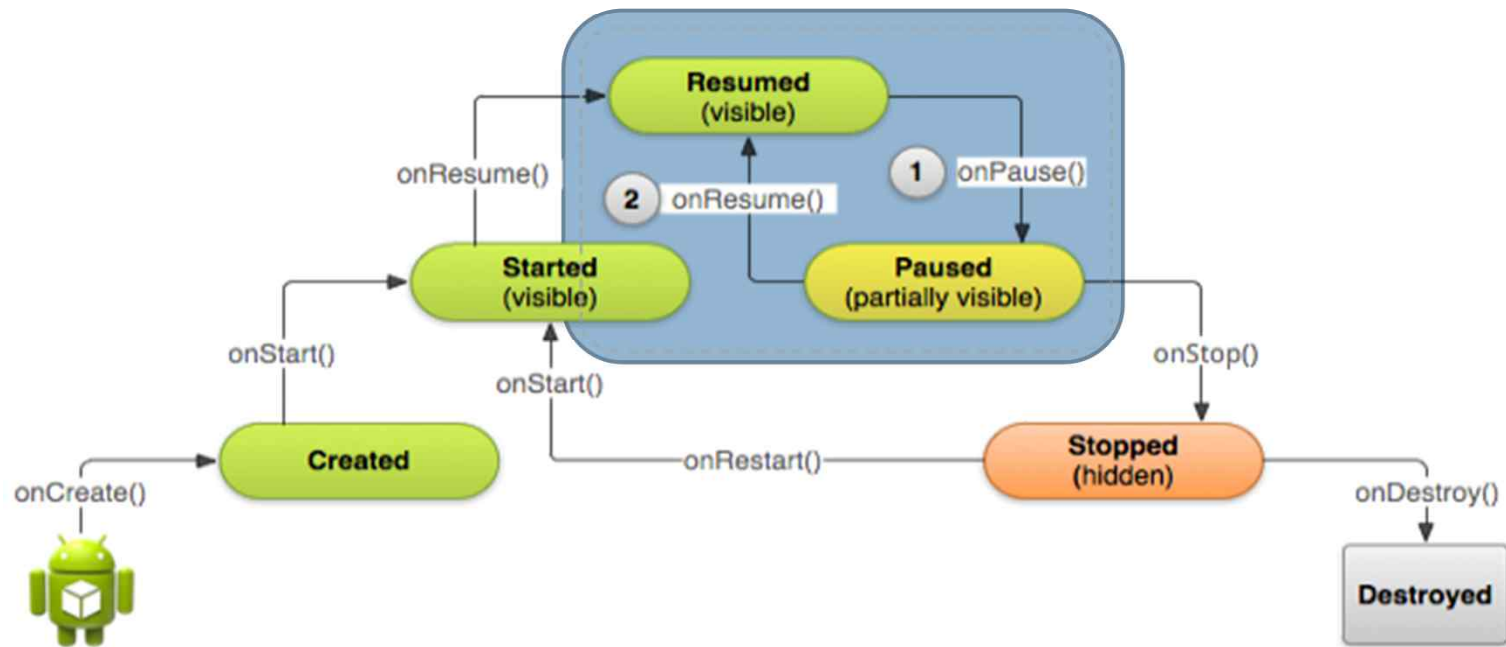 Resumed
(visible)
onResume()
1
onPause()
2
onResume()
Started
(visible)
Paused
(partially visible)
onStart()
onStop()
onStart()
Created
onRestart()
Stopped
(hidden)
onCreate()
onDestroy()
Destroyed